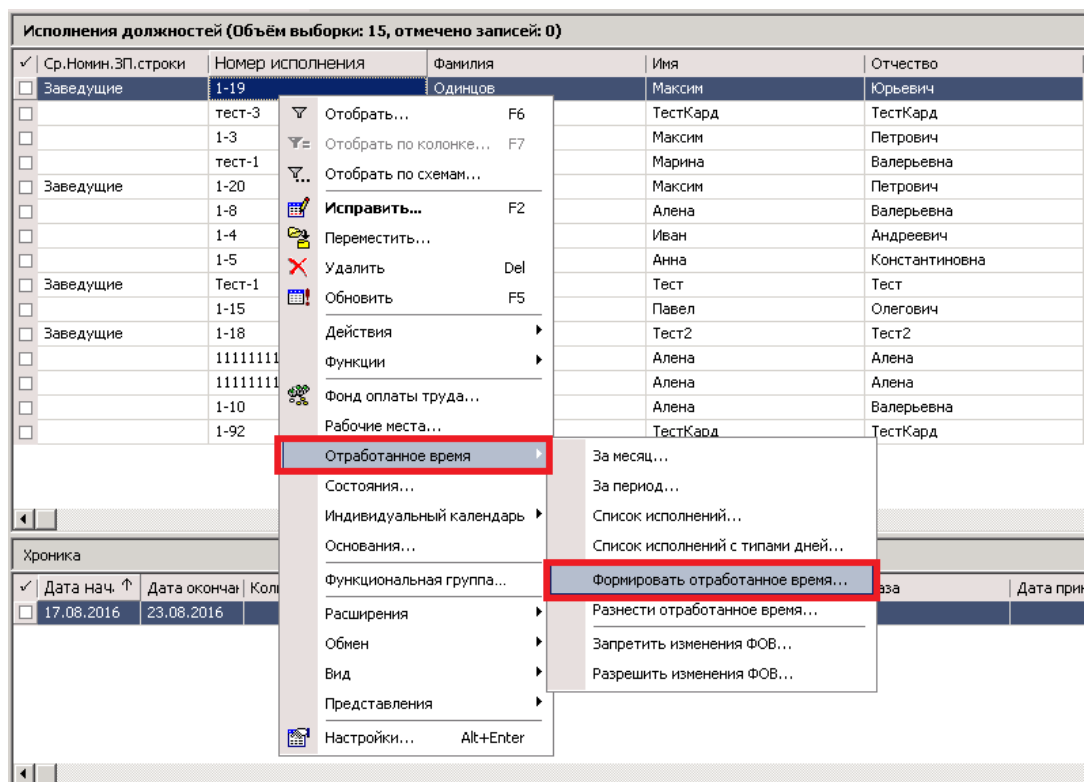 Исполнения должностей (Объём выборки: 15, отмечено записей: 0)
Ср.Номин.ЗП.строки Номер исполнения Фамилия Имя Отчество
Заведущие 1-19 Одинцов Максим Юрьевич
тест-3 ТестКард ТестКард
1-3 Максим Петрович
тест-1 Марина Валерьевна
Заведущие 1-20 Максим Петрович
1-8 Алена Валерьевна
1-4 Иван Андреевич
1-5 Анна Константиновна
Заведущие Тест-1 Тест Тест
1-15 Павел Олегович
Заведущие 1-18 Тест2 Тест2
11111111 Алена Алена
11111111 Алена Алена
1-10 Алена Валерьевна
1-92 ТестКард ТестКард
Отобрать... F6
Отобрать по колонке... F7
Отобрать по схемам...
Исправить... F2
Переместить...
Удалить Del
Обновить F5
Действия
Функции
Фонд оплаты труда...
Рабочие места...
Отработанное время
Состояния...
Индивидуальный календарь
Основания...
Функциональная группа...
Расширения
Обмен
Вид
Представления
Настройки... Alt+Enter
За месяц...
За период...
Список исполнений...
Список исполнений с типами дней...
Формировать отработанное время...
Разнести отработанное время...
Запретить изменения ФОВ...
Разрешить изменения ФОВ...
Хроника
Дата нач. Дата окончан Кол аза Дата при
17.08.2016 23.08.2016